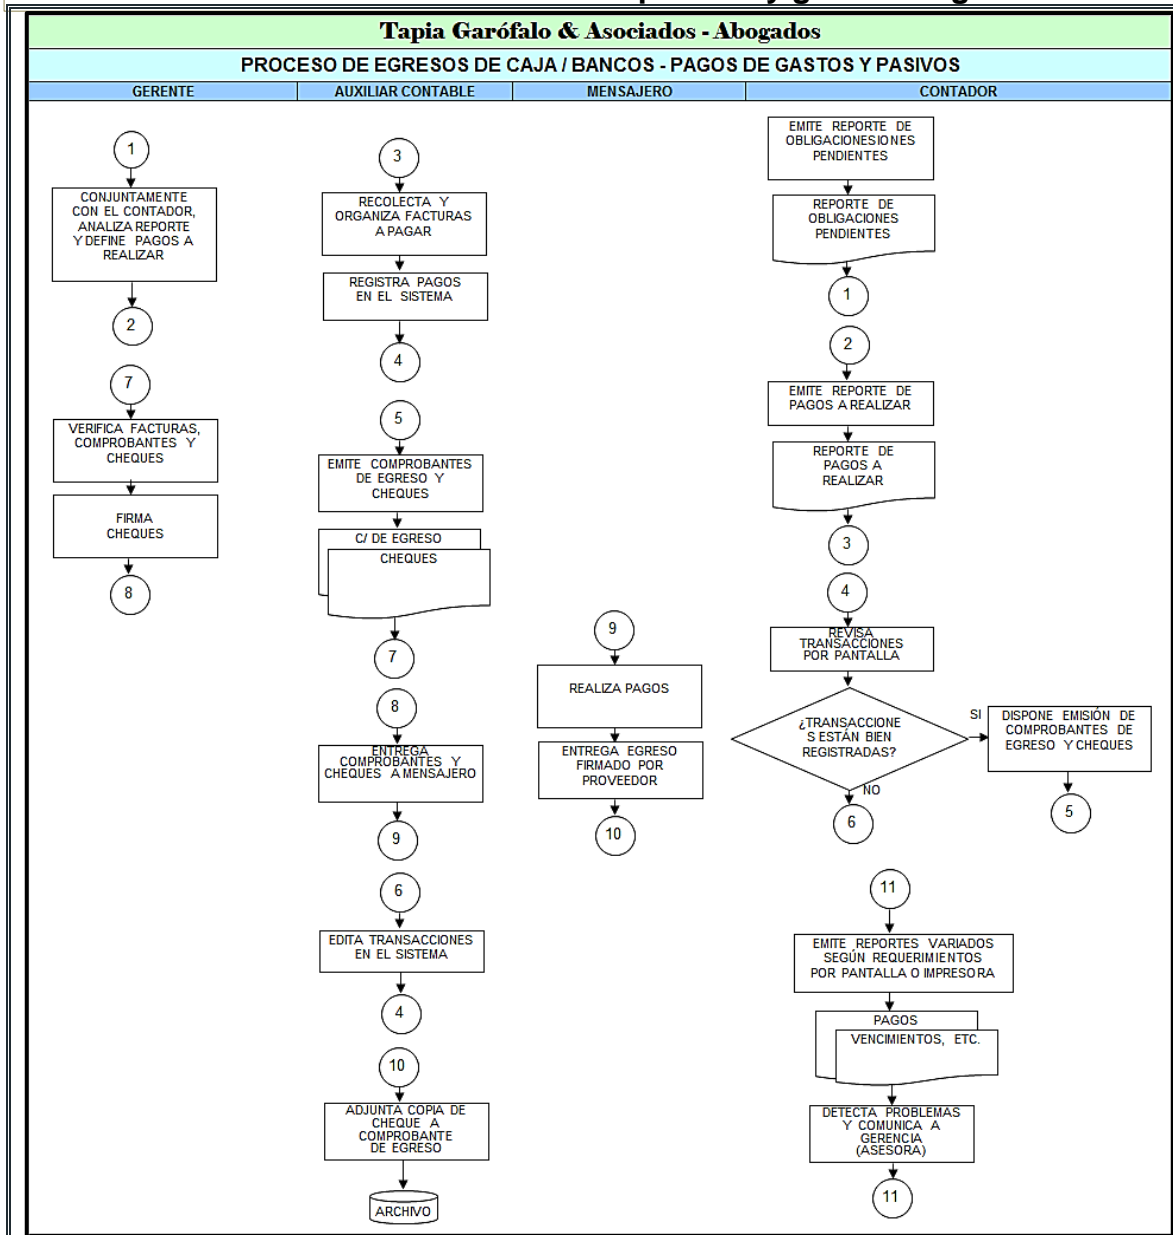 Tapia Garófalo & Asociados - Abogados
PROCESO DE EGRESOS DE CAJA / BANCOS - PAGOS DE GASTOS Y PASIVOS
GERENTE
AUXILIAR CONTABLE
MENSAJERO
CONTADOR
1
CONJUNTAMENTE
CON EL CONTADOR,
ANALIZA REPORTE
Y DEFINE PAGOS A
REALIZAR
2
7
VERIFICA FACTURAS,
COMPROBANTES Y
CHEQUES
FIRMA
CHEQUES
8
3
RECOLECTA Y
ORGANIZA FACTURAS
A PAGAR
REGISTRA PAGOS
EN EL SISTEMA
4
5
EMITE COMPROBANTES
DE EGRESO Y
CHEQUES
C/ DE EGRESO
CHEQUES
7
8
ENTREGA
COMPROBANTES Y
CHEQUES A MENSAJERO
9
6
EDITA TRANSACCIONES
EN EL SISTEMA
4
10
ADJUNTA COPIA DE
CHEQUE A
COMPROBANTE
DE EGRESO
ARCHIVO
9
REALIZA PAGOS
ENTREGA EGRESO
FIRMADO POR
PROVEEDOR
10
EMITE REPORTE DE
OBLIGACIONESIONES
PENDIENTES
REPORTE DE
OBLIGACIONES
PENDIENTES
1
2
EMITE REPORTE DE
PAGOS A REALIZAR
REPORTE DE
PAGOS A
REALIZAR
3
4
REVISA
TRANSACCIONES
POR PANTALLA
¿TRANSACCIONE
S ESTÁN BIEN
REGISTRADAS?
SI
DISPONE EMISIÓN DE
COMPROBANTES DE
EGRESO Y CHEQUES
5
NO
6
11
EMITE REPORTES VARIADOS
SEGÚN REQUERIMIENTOS
POR PANTALLA O IMPRESORA
PAGOS
VENCIMIENTOS, ETC.
DETECTA PROBLEMAS
Y COMUNICA A
GERENCIA
(ASESORA)
11